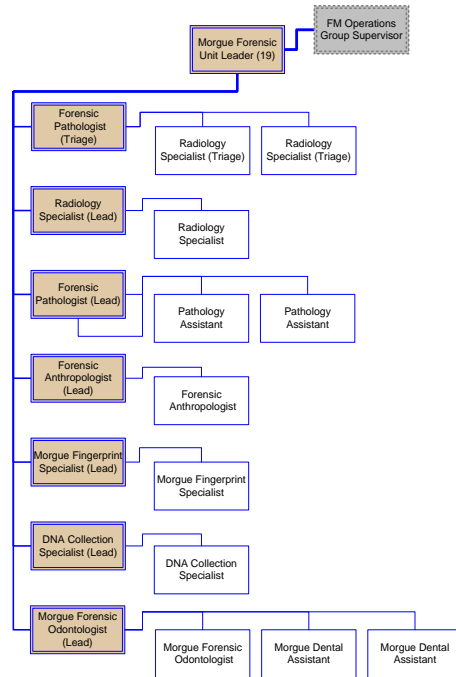 FM Operations
Group Supervisor
Morgue Forensic
Unit Leader (19)
Forensic
Pathologist
(Triage)
Radiology
Specialist (Triage)
Radiology
Specialist (Triage)
Radiology
Specialist (Lead)
Radiology
Specialist
Forensic
Pathologist (Lead)
Pathology
Assistant
Pathology
Assistant
Forensic
Anthropologist
(Lead)
Forensic
Anthropologist
Morgue Fingerprint
Specialist (Lead)
Morgue Fingerprint
Specialist
DNA Collection
Specialist (Lead)
DNA Collection
Specialist
Morgue Forensic
Odontologist
(Lead)
Morgue Forensic
Odontologist
Morgue Dental
Assistant
Morgue Dental
Assistant